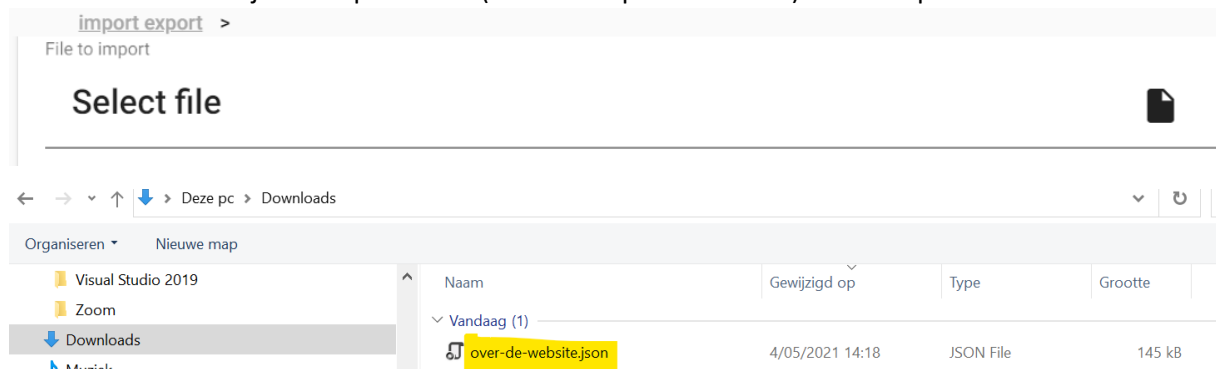 import export >
File to import
Select file
Deze pc > Downloads
Organiseren Nieuwe map
Visual Studio 2019
Zoom
Downloads
Naam Gewijzigd op Type Grootte
Vandaag (1)
over-de-website.json 4/05/2021 14:18 JSON File 145 kB